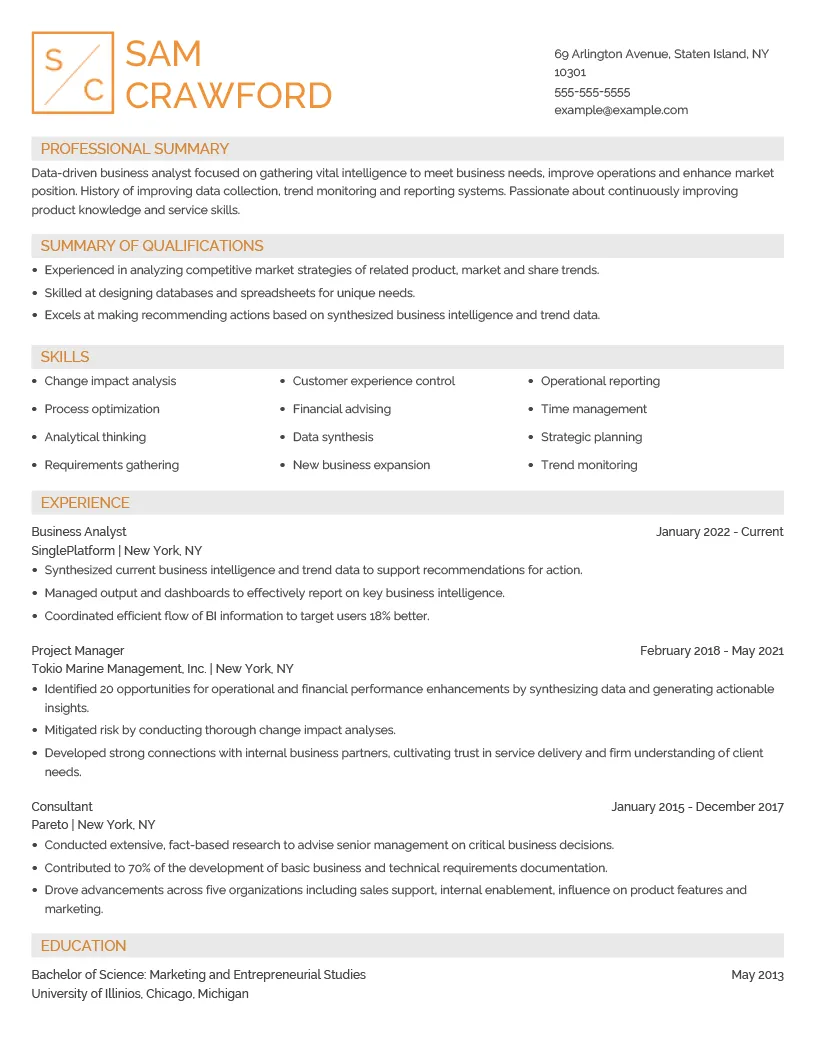 S
C
SAM
CRAWFORD
69 Arlington Avenue, Staten Island, NY
10301
555-555-5555
example@example.com
PROFESSIONAL SUMMARY
Data-driven business analyst focused on gathering vital intelligence to meet business needs, improve operations and enhance market
position. History of improving data collection, trend monitoring and reporting systems. Passionate about continuously improving
product knowledge and service skills.
SUMMARY OF QUALIFICATIONS
• Experienced in analyzing competitive market strategies of related product, market and share trends.
• Skilled at designing databases and spreadsheets for unique needs.
• Excels at making recommending actions based on synthesized business intelligence and trend data.
SKILLS
• Change impact analysis
• Process optimization
• Analytical thinking
• Requirements gathering
• Customer experience control
• Financial advising
• Data synthesis
• New business expansion
• Operational reporting
• Time management
• Strategic planning
• Trend monitoring
EXPERIENCE
Business Analyst January 2022 - Current
SinglePlatform | New York, NY
• Synthesized current business intelligence and trend data to support recommendations for action.
• Managed output and dashboards to effectively report on key business intelligence.
• Coordinated efficient flow of BI information to target users 18% better.
Project Manager February 2018 - May 2021
Tokio Marine Management, Inc. | New York, NY
• Identified 20 opportunities for operational and financial performance enhancements by synthesizing data and generating actionable
insights.
• Mitigated risk by conducting thorough change impact analyses.
• Developed strong connections with internal business partners, cultivating trust in service delivery and firm understanding of client
needs.
Consultant January 2015 - December 2017
Pareto | New York, NY
• Conducted extensive, fact-based research to advise senior management on critical business decisions.
• Contributed to 70% of the development of basic business and technical requirements documentation.
• Drove advancements across five organizations including sales support, internal enablement, influence on product features and
marketing.
EDUCATION
Bachelor of Science: Marketing and Entrepreneurial Studies May 2013
University of Illinios, Chicago, Michigan